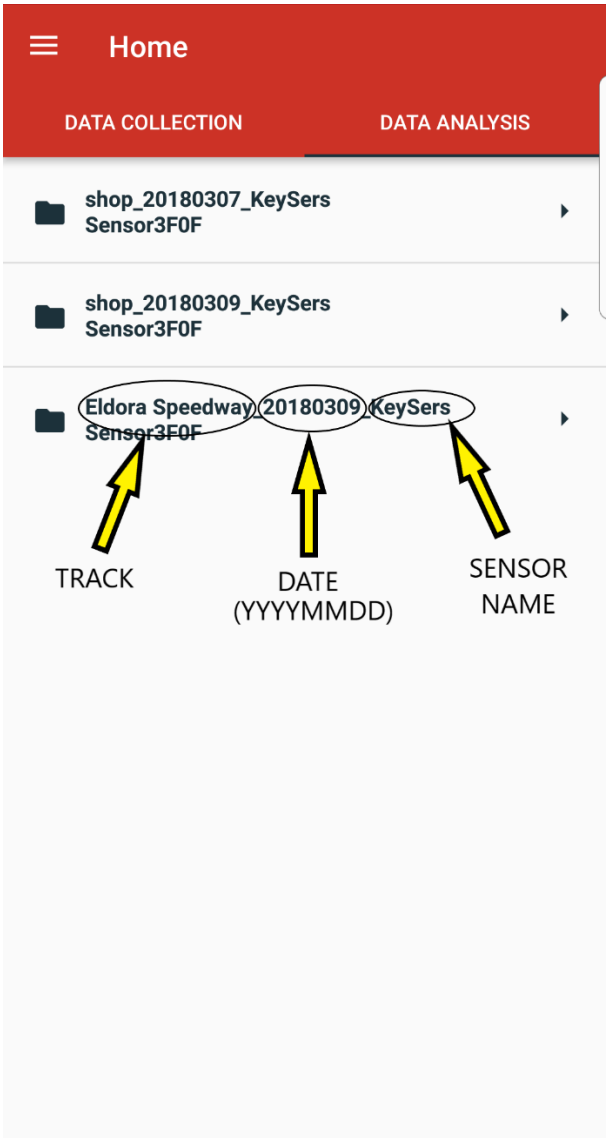 Home
DATA COLLECTION
DATA ANALYSIS
shop_20180307_KeySers
Sensor3F0F
shop_20180309_KeySers
Sensor3F0F
Eldora Speedway_20180309_KeySers
Sensor3F0F
TRACK
DATE
(YYYYMMDD)
SENSOR
NAME